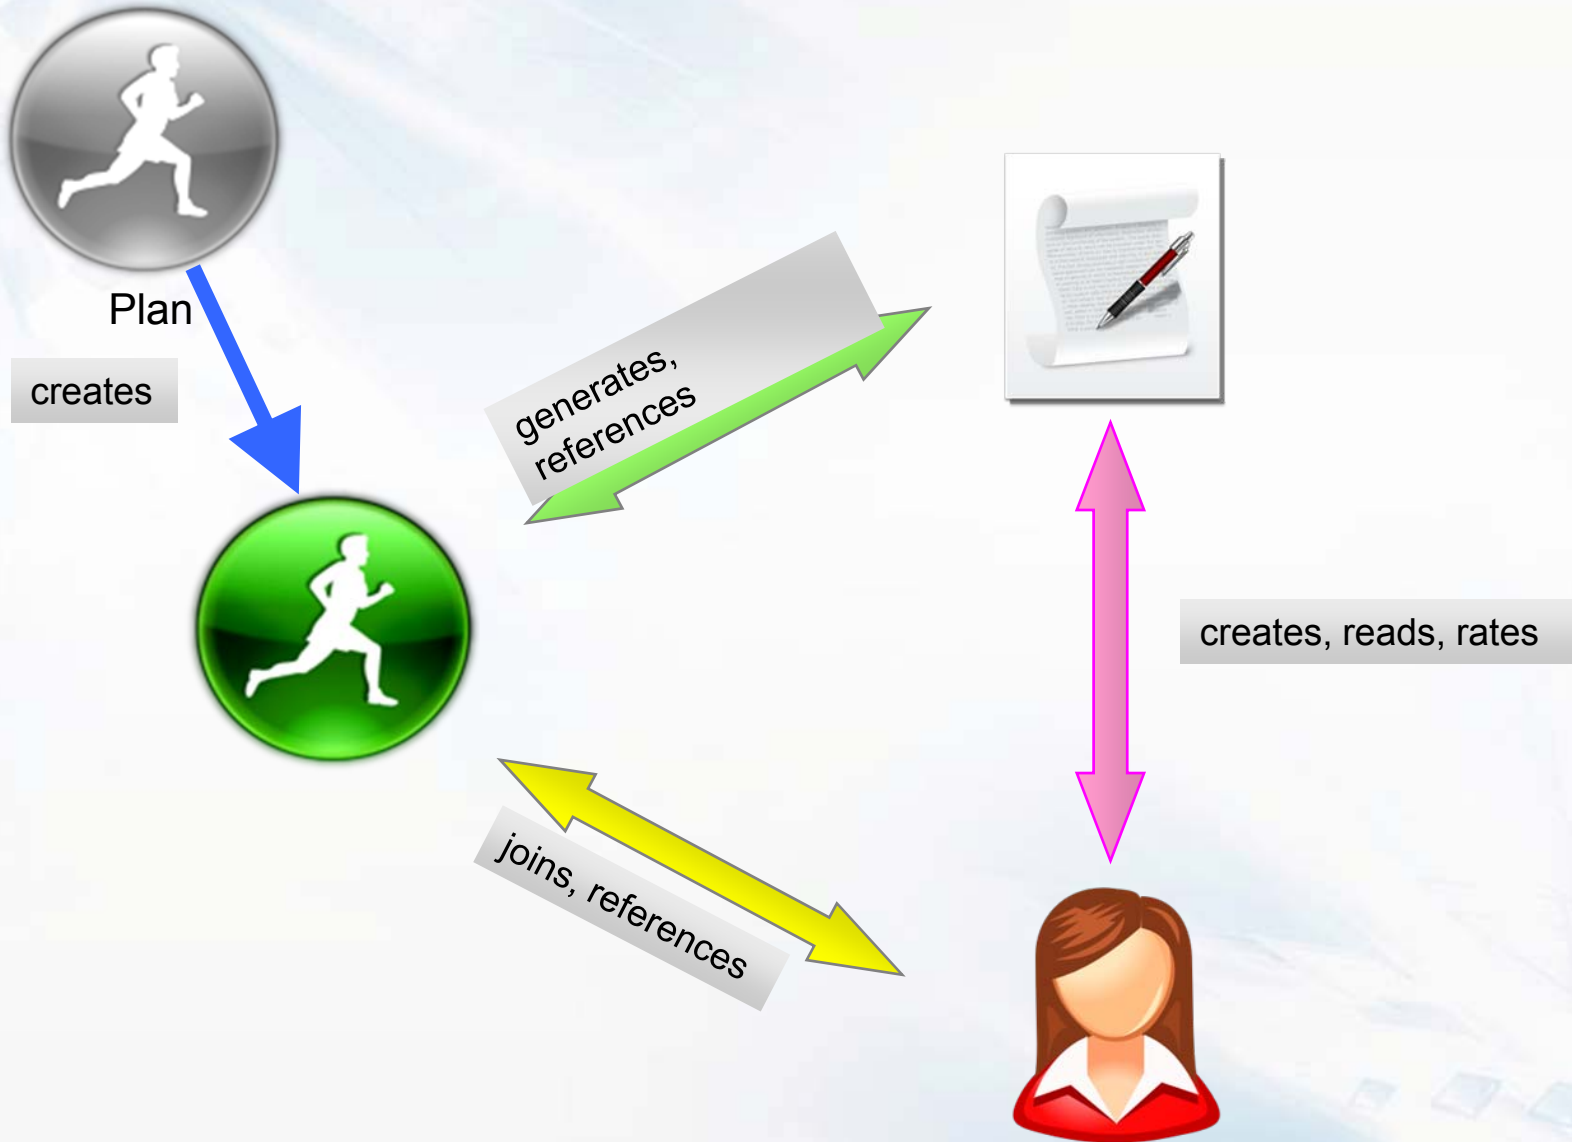 Plan
creates
generates,
references
creates, reads, rates
joins, references